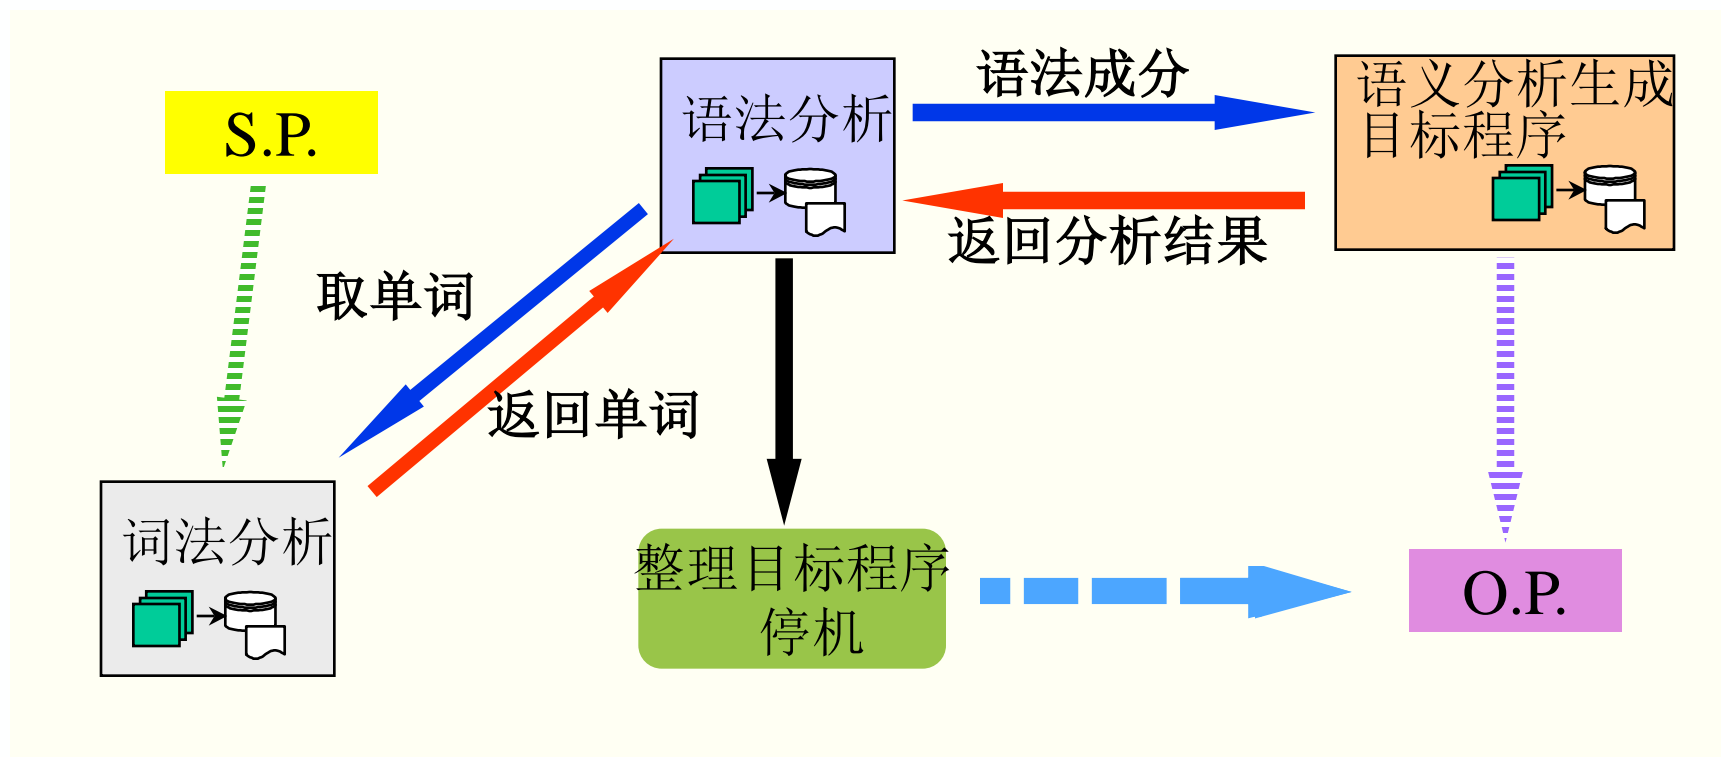 语法成分
语义分析生成
目标程序
S.P.
语法分析
返回分析结果
取单词
返回单词
词法分析
整理目标程序
停机
O.P.